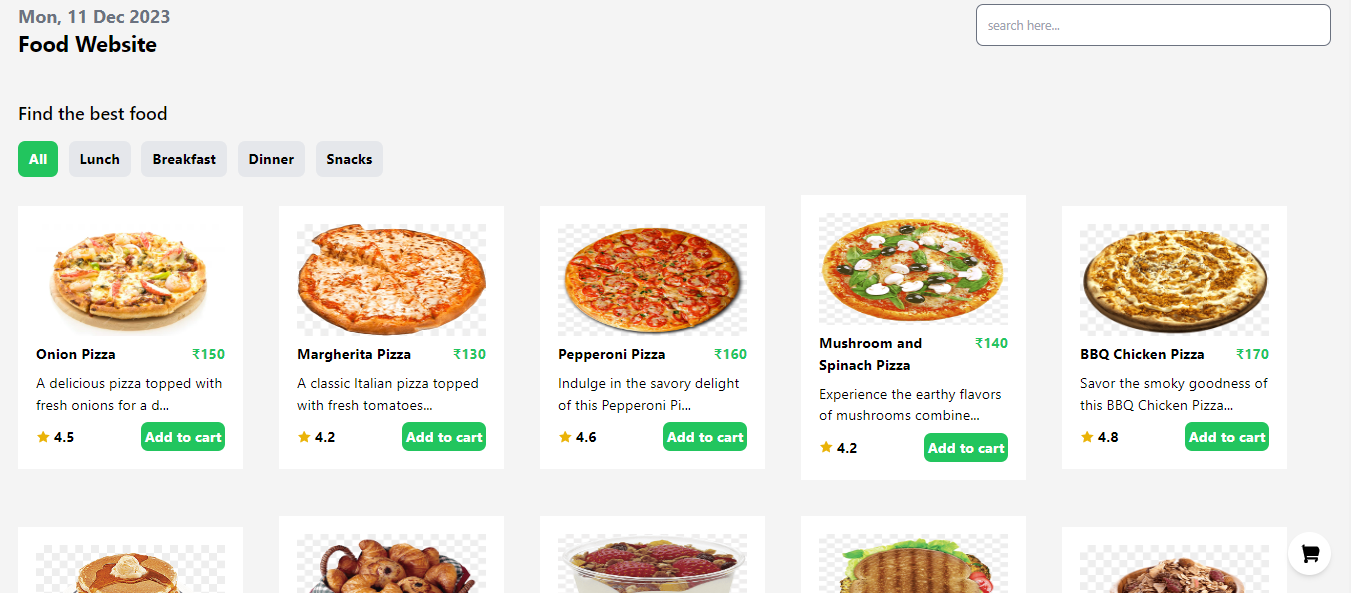 Mon, 11 Dec 2023
Food Website
search here...
Find the best food
All
Lunch
Breakfast
Dinner
Snacks
Onion Pizza
₹150
A delicious pizza topped with
fresh onions for a d...
4.5
Add to cart
Margherita Pizza
₹130
A classic Italian pizza topped
with fresh tomatoes...
4.2
Add to cart
Pepperoni Pizza
₹160
Indulge in the savory delight
of this Pepperoni Pi...
4.6
Add to cart
Mushroom and
Spinach Pizza
₹140
Experience the earthy flavors
of mushrooms combine...
4.2
Add to cart
BBQ Chicken Pizza
₹170
Savor the smoky goodness of
this BBQ Chicken Pizza...
4.8
Add to cart